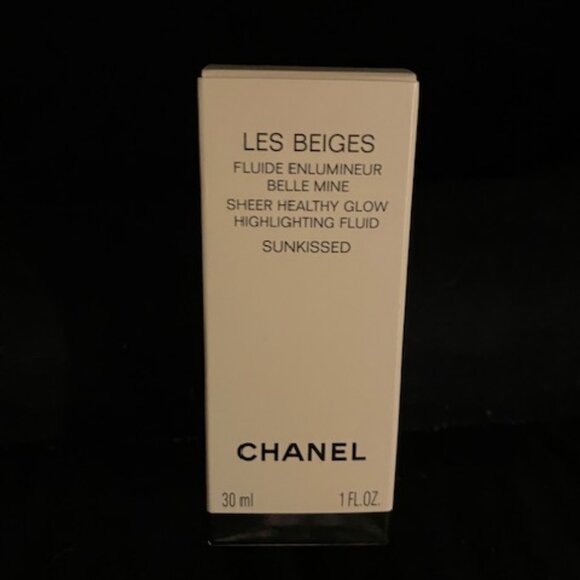 LES BEIGES
FLUIDE ENLUMINEUR
BELLE MINE
SHEER HEALTHY GLOW
HIGHLIGHTING FLUID
SUNKISSED
CHANEL
30 ml 1 FL.OZ.